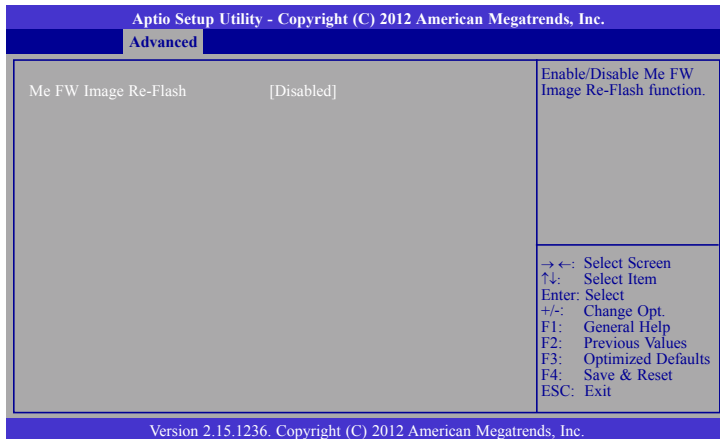 Aptio Setup Utility - Copyright (C) 2012 American Megatrends, Inc.
Advanced
Me FW Image Re-Flash [Disabled]
Enable/Disable Me FW
Image Re-Flash function.
→ ←: Select Screen
↑↓: Select Item
Enter: Select
+/-: Change Opt.
F1: General Help
F2: Previous Values
F3: Optimized Defaults
F4: Save & Reset
ESC: Exit
Version 2.15.1236. Copyright (C) 2012 American Megatrends, Inc.